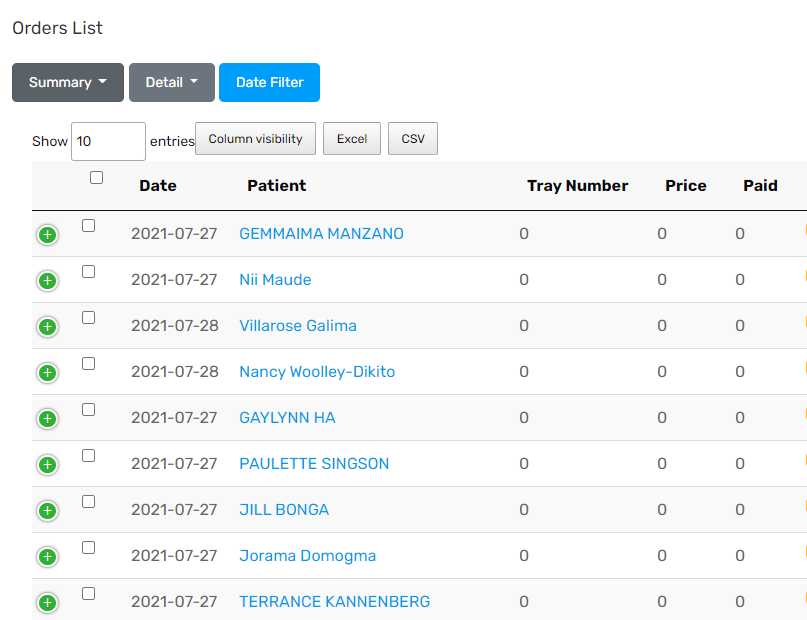 Orders List
Summary Detail Date Filter
Show 10 entries Column visibility Excel CSV
Date Patient Tray Number Price Paid
2021-07-27 GEMMAIMA MANZANO 0 0 0
2021-07-27 Nii Maude 0 0 0
2021-07-28 Villarose Galima 0 0 0
2021-07-28 Nancy Woolley-Dikito 0 0 0
2021-07-27 GAYLYNN HA 0 0 0
2021-07-27 PAULETTE SINGSON 0 0 0
2021-07-27 JILL BONGA 0 0 0
2021-07-27 Jorama Domogma 0 0 0
2021-07-27 TERRANCE KANNENBERG 0 0 0